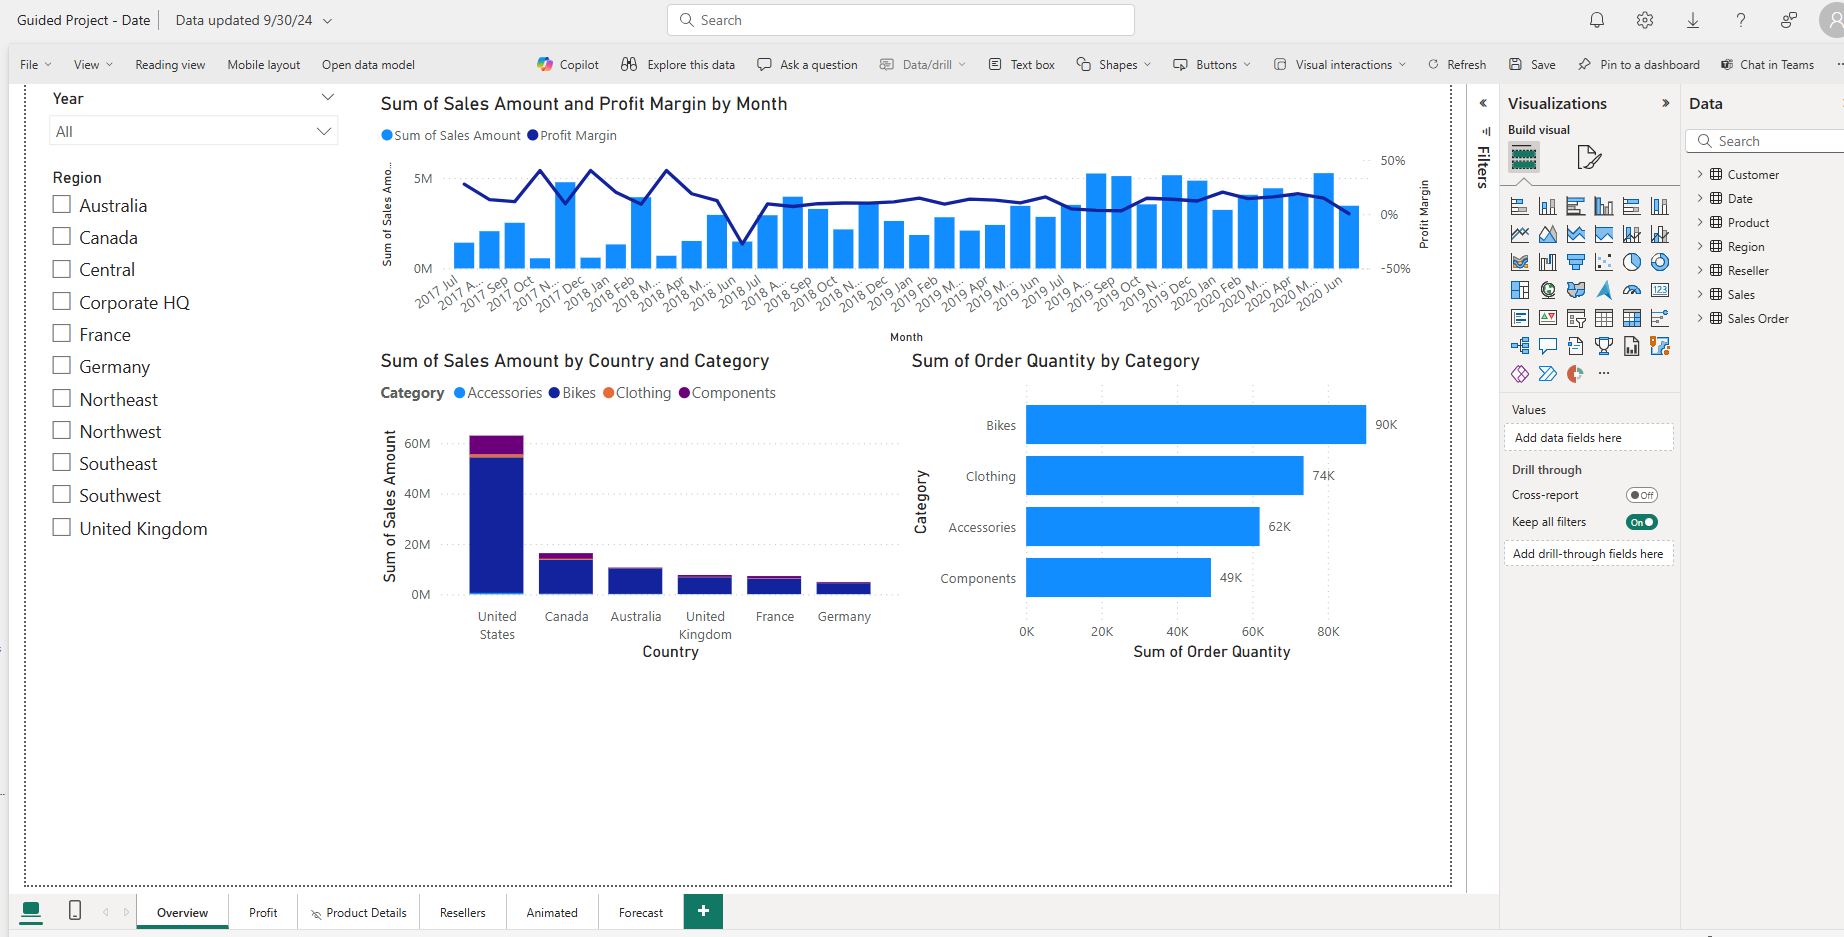 Guided Project - Date
Data updated 9/30/24
Search
File
View
Reading view
Mobile layout
Open data model
Copilot
Explore this data
Ask a question
Data/drill
Text box
Shapes
Buttons
Visual interactions
Refresh
Save
Pin to a dashboard
Chat in Teams
Year
All
Region
Australia
Canada
Central
Corporate HQ
France
Germany
Northeast
Northwest
Southeast
Southwest
United Kingdom
Sum of Sales Amount and Profit Margin by Month
Sum of Sales Amount Profit Margin
Sum of Sales Amo...
5M
0M
50%
0%
-50%
Profit Margin
2017 Jul
2017 A...
2017 Sep
2017 Oct
2017 N...
2017 Dec
2018 Jan
2018 Feb
2018 M...
2018 Apr
2018 M...
2018 Jun
2018 Jul
2018 A...
2018 Sep
2018 Oct
2018 N...
2018 Dec
2019 Jan
2019 Feb
2019 M...
2019 Apr
2019 M...
2019 Jun
2019 Jul
2019 A...
2019 Sep
2019 Oct
2019 N...
2019 Dec
2020 Jan
2020 Feb
2020 M...
2020 Apr
2020 M...
2020 Jun
Month
Sum of Sales Amount by Country and Category
Category Accessories Bikes Clothing Components
Sum of Sales Amount
60M
40M
20M
0M
United States
Canada
Australia
United Kingdom
France
Germany
Country
Sum of Order Quantity by Category
Category
Bikes 90K
Clothing 74K
Accessories 62K
Components 49K
0K 20K 40K 60K 80K
Sum of Order Quantity
Filters
Visualizations
Build visual
123
Values
Add data fields here
Drill through
Cross-report Off
Keep all filters On
Add drill-through fields here
Data
Search
Customer
Date
Product
Region
Reseller
Sales
Sales Order
Overview
Profit
Product Details
Resellers
Animated
Forecast